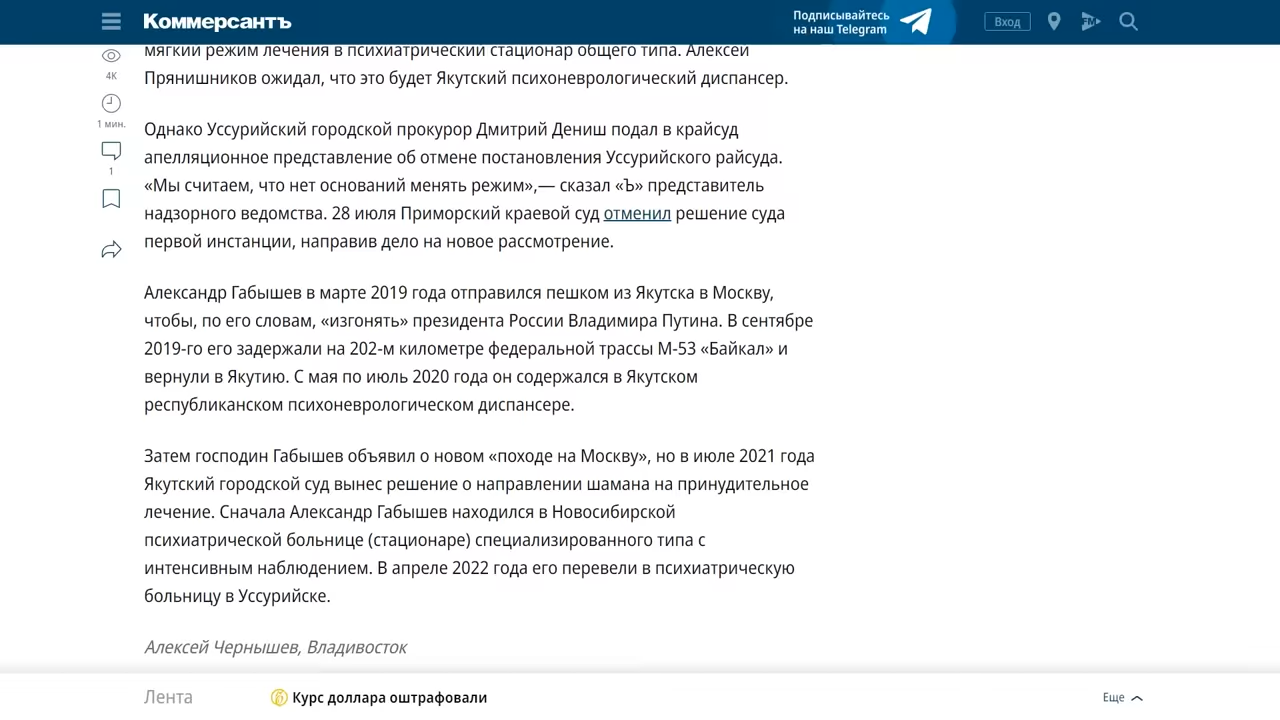 Коммерсантъ
Подписывайтесь
на наш Telegram
Вход
FM
4K
1 мин.
1
мягкий режим лечения в психиатрический стационар общего типа. Алексей
Прянишников ожидал, что это будет Якутский психоневрологический диспансер.
Однако Уссурийский городской прокурор Дмитрий Дениш подал в крайсуд
апелляционное представление об отмене постановления Уссурийского райсуда.
«Мы считаем, что нет оснований менять режим»,— сказал «Ъ» представитель
надзорного ведомства. 28 июля Приморский краевой суд отменил решение суда
первой инстанции, направив дело на новое рассмотрение.
Александр Габышев в марте 2019 года отправился пешком из Якутска в Москву,
чтобы, по его словам, «изгонять» президента России Владимира Путина. В сентябре
2019-го его задержали на 202-м километре федеральной трассы М-53 «Байкал» и
вернули в Якутию. С мая по июль 2020 года он содержался в Якутском
республиканском психоневрологическом диспансере.
Затем господин Габышев объявил о новом «походе на Москву», но в июле 2021 года
Якутский городской суд вынес решение о направлении шамана на принудительное
лечение. Сначала Александр Габышев находился в Новосибирской
психиатрической больнице (стационаре) специализированного типа с
интенсивным наблюдением. В апреле 2022 года его перевели в психиатрическую
больницу в Уссурийске.
Алексей Чернышев, Владивосток
Лента
Курс доллара оштрафовали
Еще